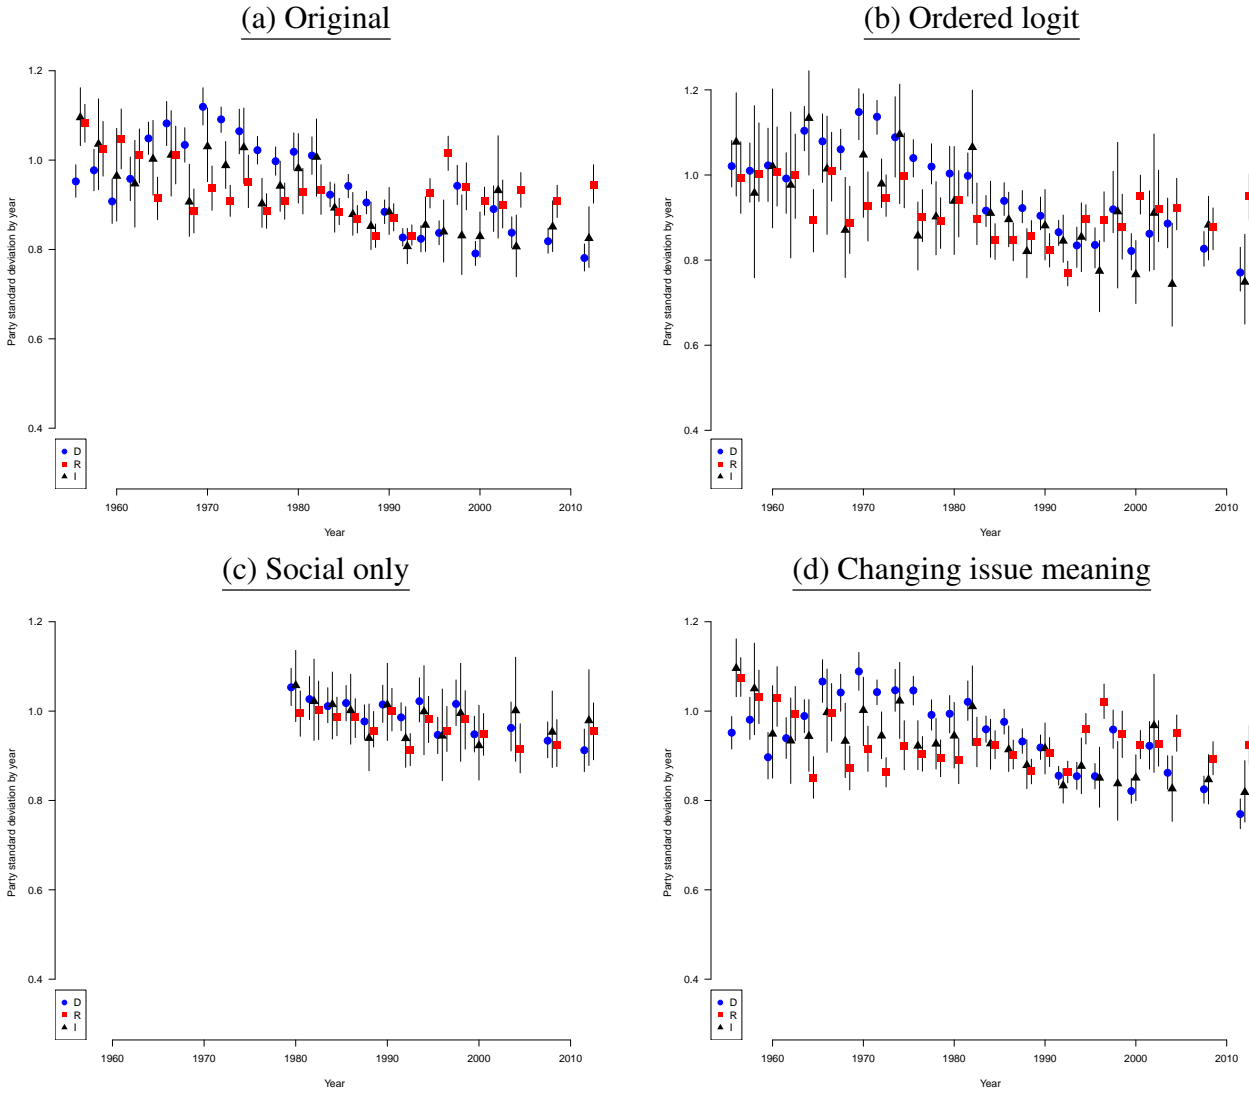 (a) Original
1.2
1.0
0.8
0.6
0.4
Party standard deviation by year
D
R
I
1960 1970 1980 1990 2000 2010
Year
(b) Ordered logit
1.2
1.0
0.8
0.6
0.4
Party standard deviation by year
D
R
I
1960 1970 1980 1990 2000 2010
Year
(c) Social only
1.2
1.0
0.8
0.6
0.4
Party standard deviation by year
D
R
I
1960 1970 1980 1990 2000 2010
Year
(d) Changing issue meaning
1.2
1.0
0.8
0.6
0.4
Party standard deviation by year
D
R
I
1960 1970 1980 1990 2000 2010
Year